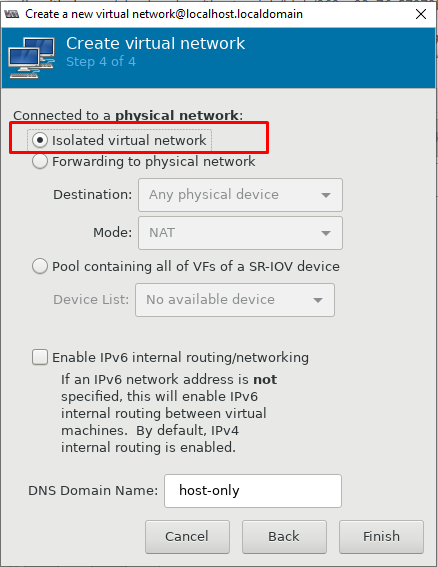 Create a new virtual network@localhost.localdomain
Create virtual network
Step 4 of 4
Connected to a physical network:
Isolated virtual network
Forwarding to physical network
Destination: Any physical device
Mode: NAT
Pool containing all of VFs of a SR-IOV device
Device List: No available device
Enable IPv6 internal routing/networking
If an IPv6 network address is not
specified, this will enable IPv6
internal routing between virtual
machines. By default, IPv4
internal routing is enabled.
DNS Domain Name: host-only
Cancel Back Finish